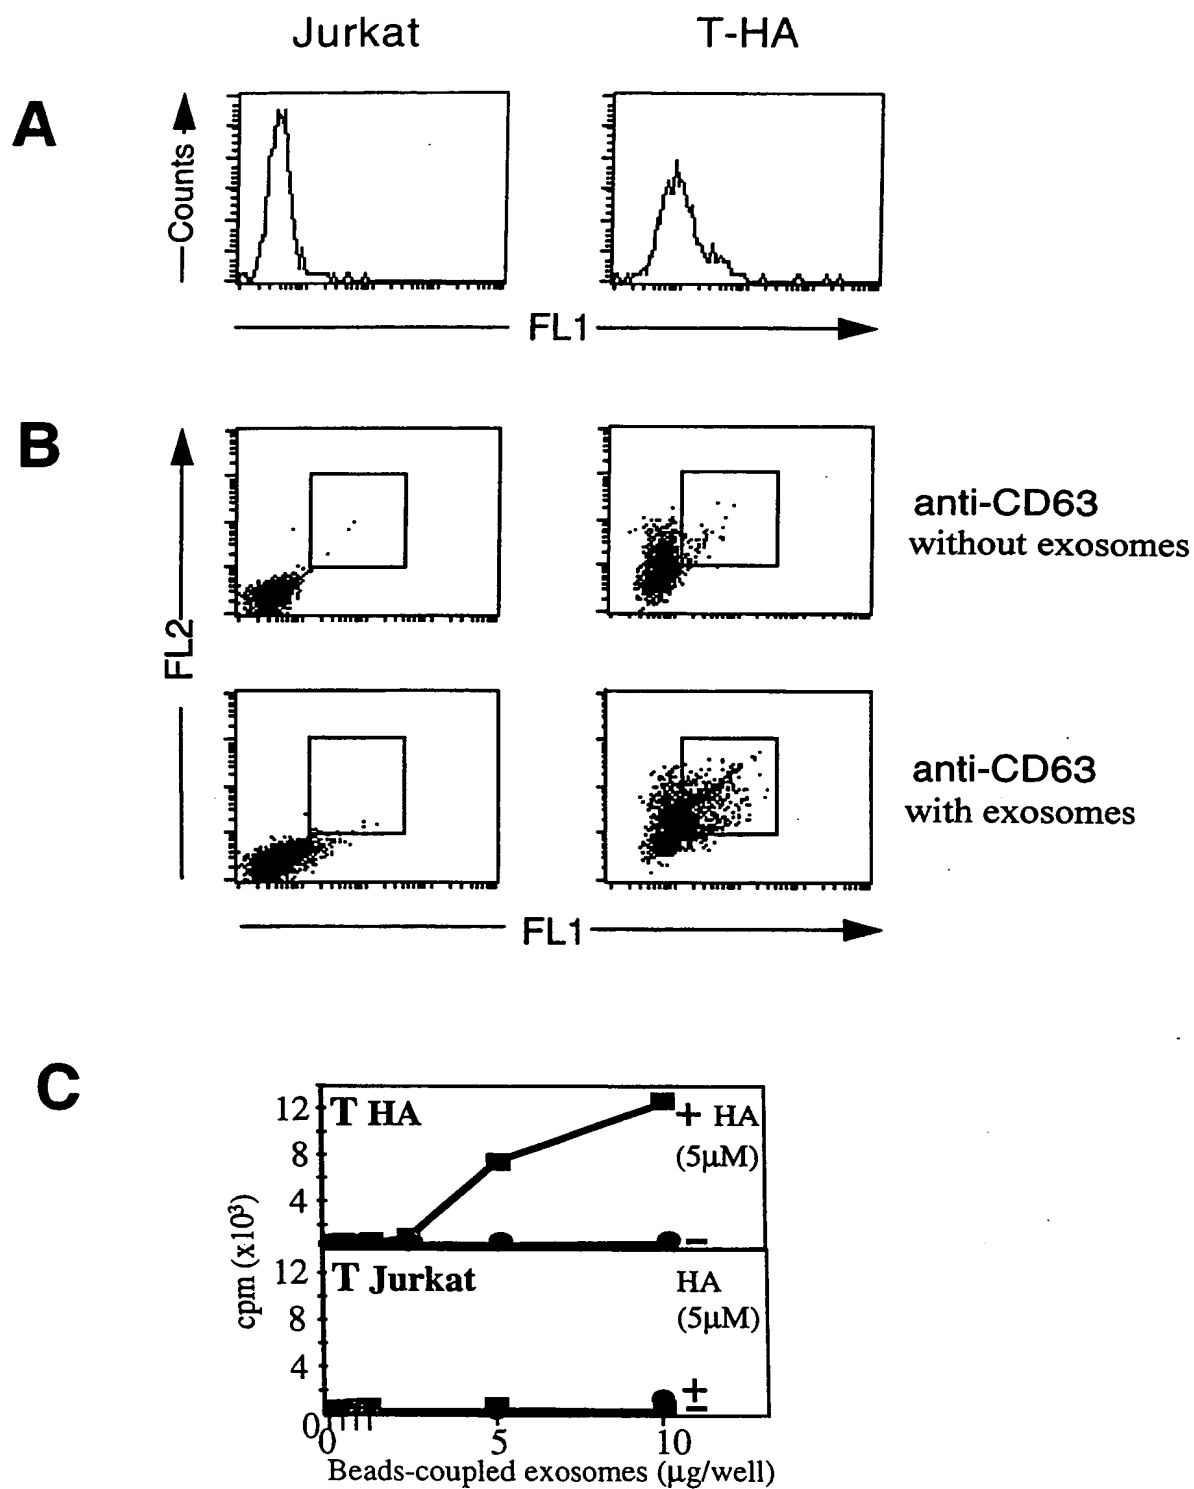 Jurkat T-HA
A
Counts
FL1
B
FL2
anti-CD63
without exosomes
anti-CD63
with exosomes
FL1
C
cpm (x10³)
12 T HA + HA
8 (5µM)
4
−
12 T Jurkat HA
8 (5µM)
4
±
0
0 5 10
Beads-coupled exosomes (µg/well)